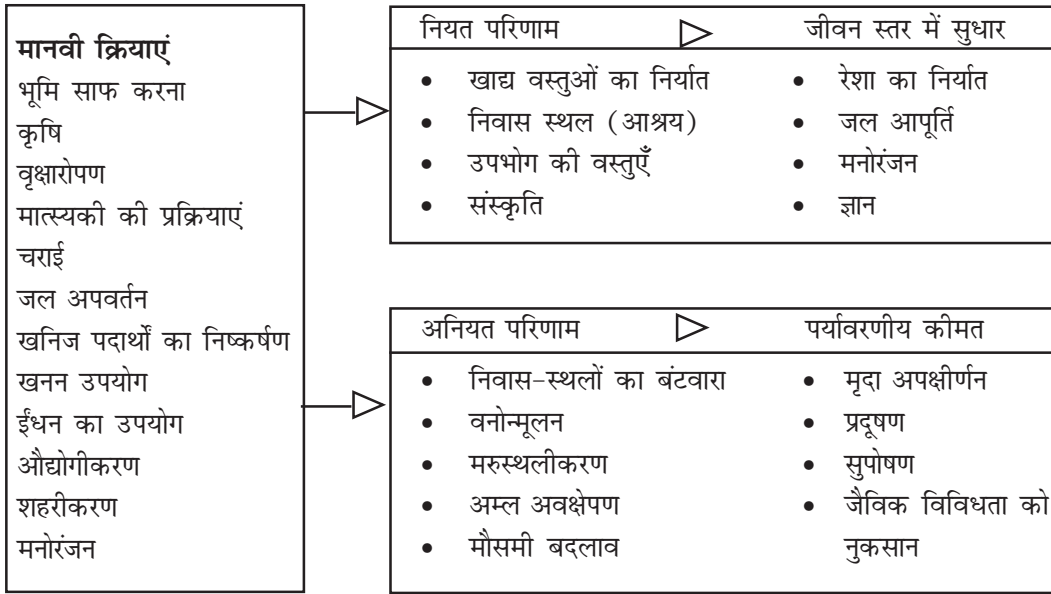 मानवी क्रियाएं
भूमि साफ करना
कृषि
वृक्षारोपण
मात्स्यकी की प्रक्रियाएं
चराई
जल अपवर्तन
खनिज पदार्थों का निष्कर्षण
खनन उपयोग
ईंधन का उपयोग
औद्योगीकरण
शहरीकरण
मनोरंजन
नियत परिणाम जीवन स्तर में सुधार
• खाद्य वस्तुओं का निर्यात • रेशा का निर्यात
• निवास स्थल (आश्रय) • जल आपूर्ति
• उपभोग की वस्तुएँ • मनोरंजन
• संस्कृति • ज्ञान
अनियत परिणाम पर्यावरणीय कीमत
• निवास-स्थलों का बंटवारा • मृदा अपक्षीर्णन
• वनोन्मूलन • प्रदूषण
• मरुस्थलीकरण • सुपोषण
• अम्ल अवक्षेपण • जैविक विविधता को
• मौसमी बदलाव नुकसान